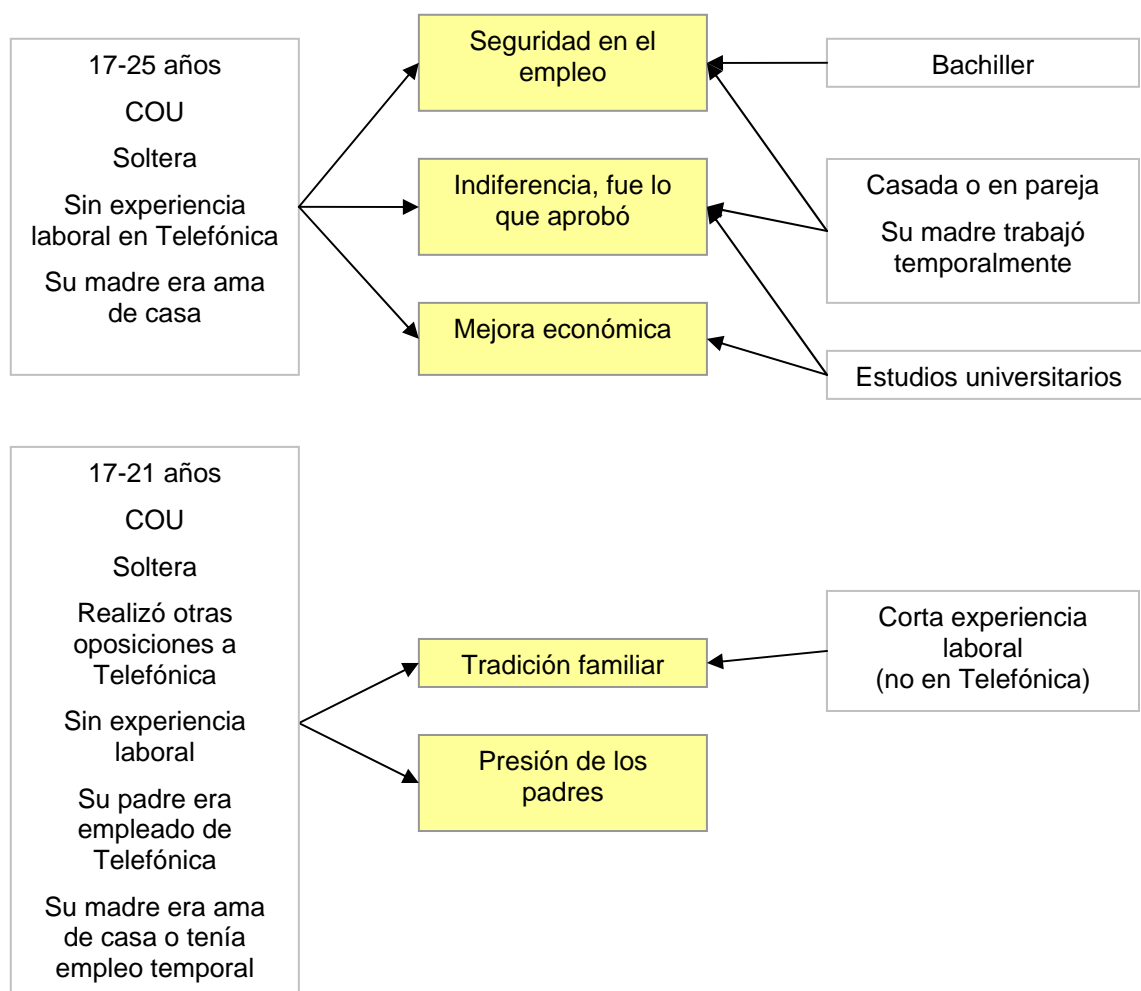 17-25 años
COU
Soltera
Sin experiencia
laboral en Telefónica
Su madre era ama
de casa
Seguridad en el
empleo
Indiferencia, fue lo
que aprobó
Mejora económica
Bachiller
Casada o en pareja
Su madre trabajó
temporalmente
Estudios universitarios
17-21 años
COU
Soltera
Realizó otras
oposiciones a
Telefónica
Sin experiencia
laboral
Su padre era
empleado de
Telefónica
Su madre era ama
de casa o tenía
empleo temporal
Tradición familiar
Presión de los
padres
Corta experiencia
laboral
(no en Telefónica)